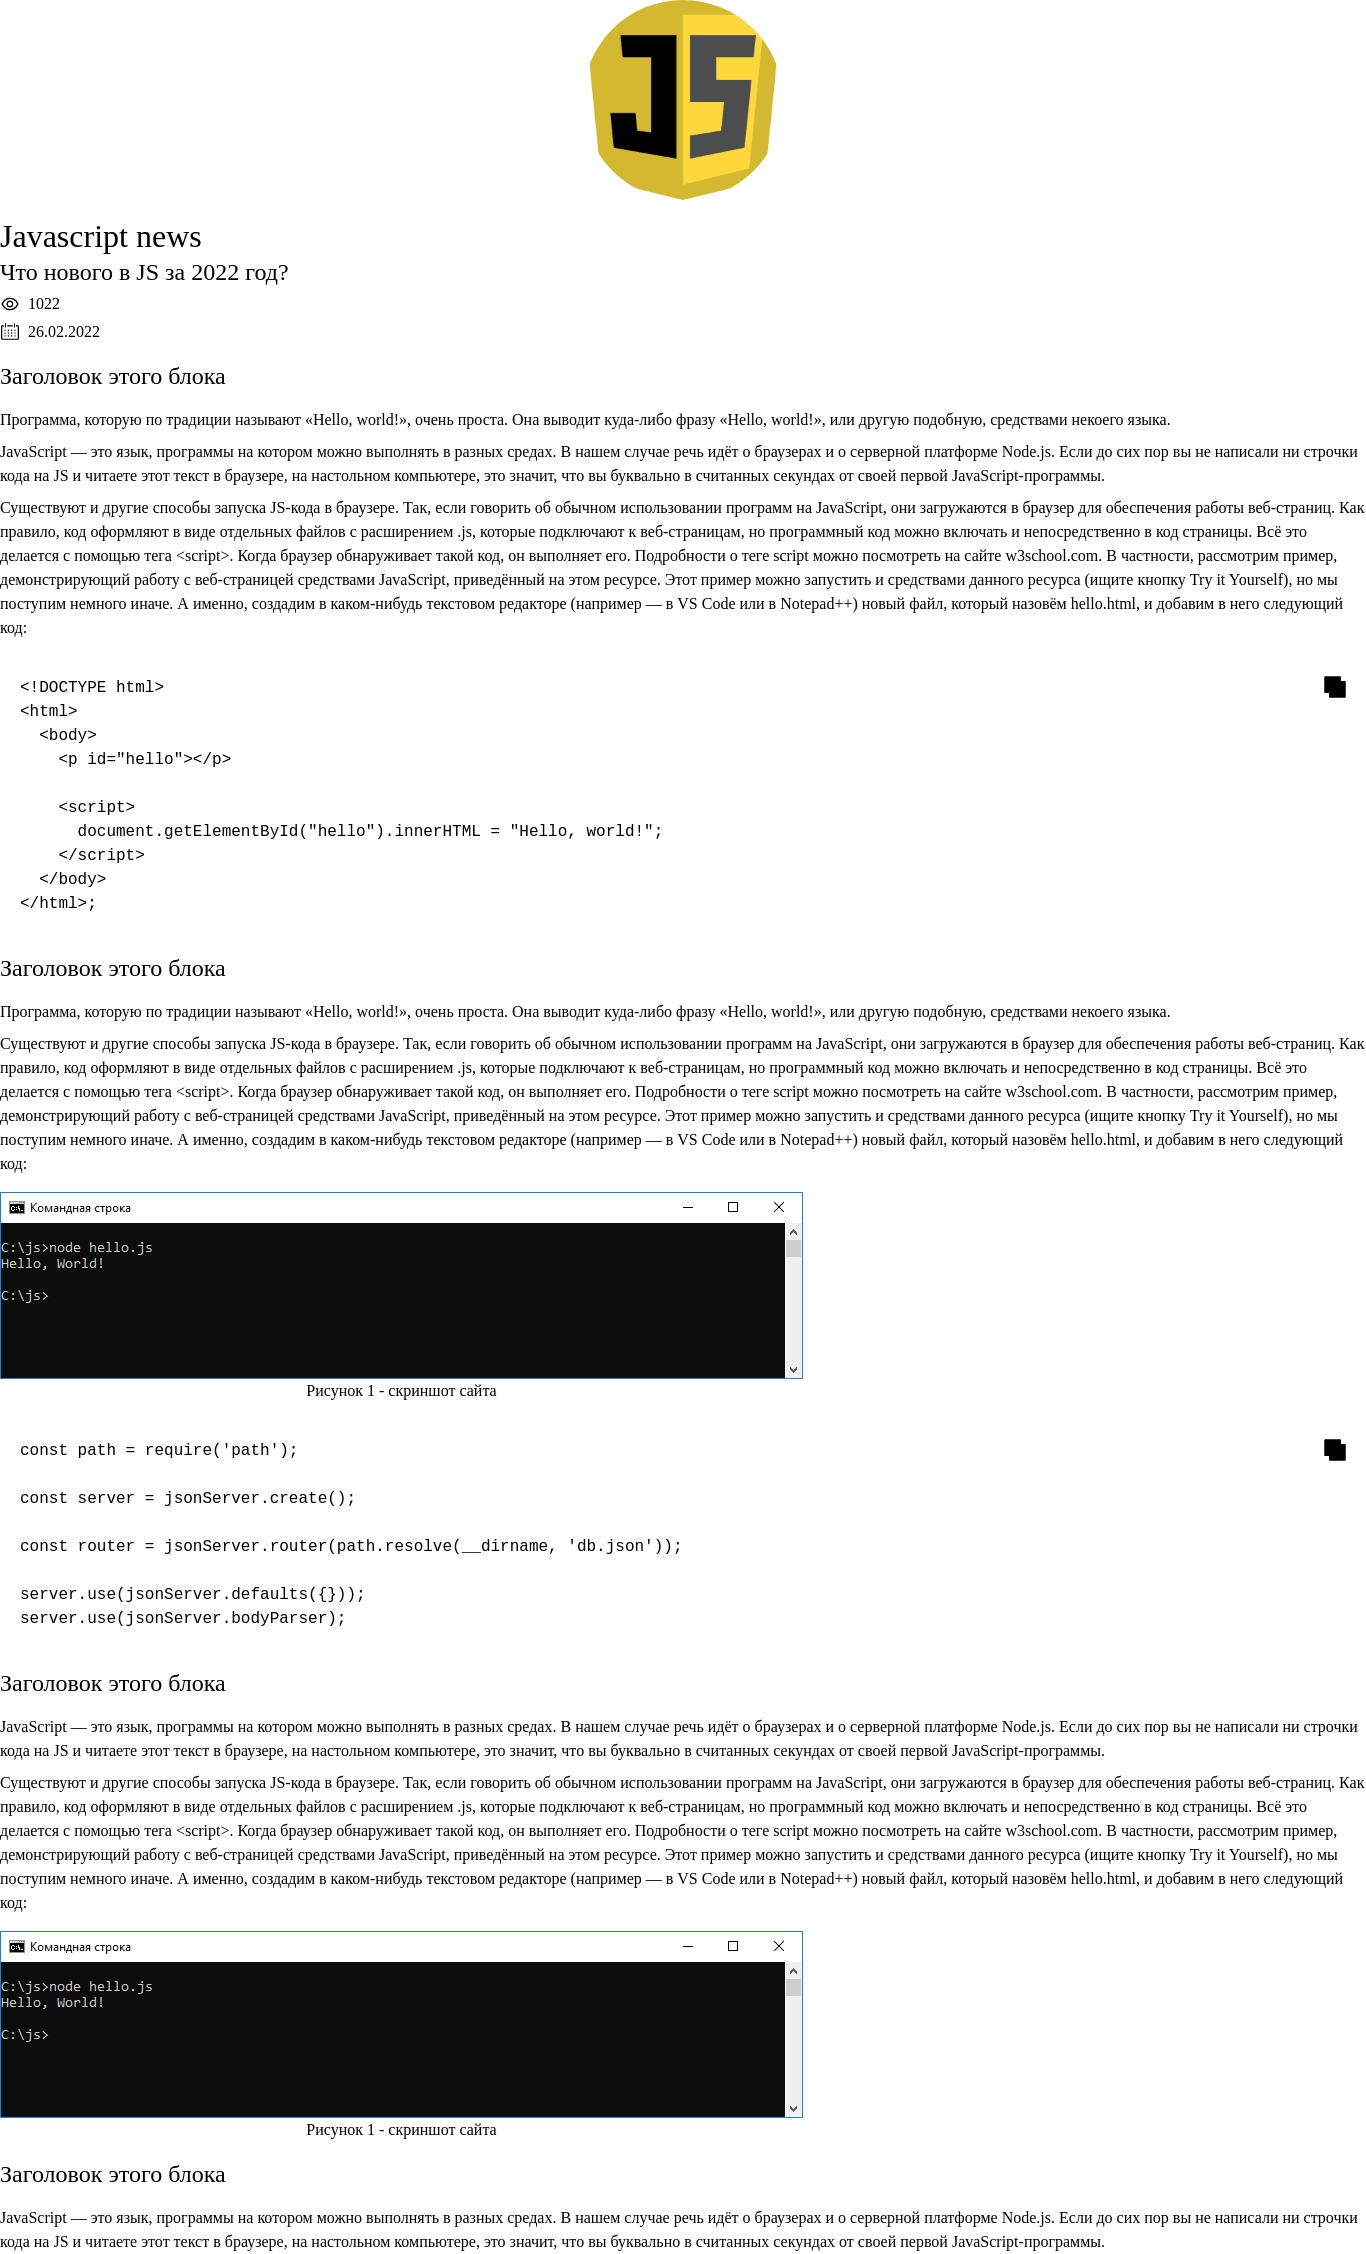 JS
Javascript news
Что нового в JS за 2022 год?
1022
26.02.2022
Заголовок этого блока
Программа, которую по традиции называют «Hello, world!», очень проста. Она выводит куда-либо фразу «Hello, world!», или другую подобную, средствами некоего языка.
JavaScript — это язык, программы на котором можно выполнять в разных средах. В нашем случае речь идёт о браузерах и о серверной платформе Node.js. Если до сих пор вы не написали ни строчки
кода на JS и читаете этот текст в браузере, на настольном компьютере, это значит, что вы буквально в считанных секундах от своей первой JavaScript-программы.
Существуют и другие способы запуска JS-кода в браузере. Так, если говорить об обычном использовании программ на JavaScript, они загружаются в браузер для обеспечения работы веб-страниц. Как
правило, код оформляют в виде отдельных файлов с расширением .js, которые подключают к веб-страницам, но программный код можно включать и непосредственно в код страницы. Всё это
делается с помощью тега <script>. Когда браузер обнаруживает такой код, он выполняет его. Подробности о теге script можно посмотреть на сайте w3school.com. В частности, рассмотрим пример,
демонстрирующий работу с веб-страницей средствами JavaScript, приведённый на этом ресурсе. Этот пример можно запустить и средствами данного ресурса (ищите кнопку Try it Yourself), но мы
поступим немного иначе. А именно, создадим в каком-нибудь текстовом редакторе (например — в VS Code или в Notepad++) новый файл, который назовём hello.html, и добавим в него следующий
код:
<!DOCTYPE html>
<html>
  <body>
    <p id="hello"></p>

    <script>
      document.getElementById("hello").innerHTML = "Hello, world!";
    </script>
  </body>
</html>;
Заголовок этого блока
Программа, которую по традиции называют «Hello, world!», очень проста. Она выводит куда-либо фразу «Hello, world!», или другую подобную, средствами некоего языка.
Существуют и другие способы запуска JS-кода в браузере. Так, если говорить об обычном использовании программ на JavaScript, они загружаются в браузер для обеспечения работы веб-страниц. Как
правило, код оформляют в виде отдельных файлов с расширением .js, которые подключают к веб-страницам, но программный код можно включать и непосредственно в код страницы. Всё это
делается с помощью тега <script>. Когда браузер обнаруживает такой код, он выполняет его. Подробности о теге script можно посмотреть на сайте w3school.com. В частности, рассмотрим пример,
демонстрирующий работу с веб-страницей средствами JavaScript, приведённый на этом ресурсе. Этот пример можно запустить и средствами данного ресурса (ищите кнопку Try it Yourself), но мы
поступим немного иначе. А именно, создадим в каком-нибудь текстовом редакторе (например — в VS Code или в Notepad++) новый файл, который назовём hello.html, и добавим в него следующий
код:
C:\. Командная строка
C:\js>node hello.js
Hello, World!
C:\js>
Рисунок 1 - скриншот сайта
const path = require('path');

const server = jsonServer.create();

const router = jsonServer.router(path.resolve(__dirname, 'db.json'));

server.use(jsonServer.defaults({}));
server.use(jsonServer.bodyParser);
Заголовок этого блока
JavaScript — это язык, программы на котором можно выполнять в разных средах. В нашем случае речь идёт о браузерах и о серверной платформе Node.js. Если до сих пор вы не написали ни строчки
кода на JS и читаете этот текст в браузере, на настольном компьютере, это значит, что вы буквально в считанных секундах от своей первой JavaScript-программы.
Существуют и другие способы запуска JS-кода в браузере. Так, если говорить об обычном использовании программ на JavaScript, они загружаются в браузер для обеспечения работы веб-страниц. Как
правило, код оформляют в виде отдельных файлов с расширением .js, которые подключают к веб-страницам, но программный код можно включать и непосредственно в код страницы. Всё это
делается с помощью тега <script>. Когда браузер обнаруживает такой код, он выполняет его. Подробности о теге script можно посмотреть на сайте w3school.com. В частности, рассмотрим пример,
демонстрирующий работу с веб-страницей средствами JavaScript, приведённый на этом ресурсе. Этот пример можно запустить и средствами данного ресурса (ищите кнопку Try it Yourself), но мы
поступим немного иначе. А именно, создадим в каком-нибудь текстовом редакторе (например — в VS Code или в Notepad++) новый файл, который назовём hello.html, и добавим в него следующий
код:
C:\. Командная строка
C:\js>node hello.js
Hello, World!
C:\js>
Рисунок 1 - скриншот сайта
Заголовок этого блока
JavaScript — это язык, программы на котором можно выполнять в разных средах. В нашем случае речь идёт о браузерах и о серверной платформе Node.js. Если до сих пор вы не написали ни строчки
кода на JS и читаете этот текст в браузере, на настольном компьютере, это значит, что вы буквально в считанных секундах от своей первой JavaScript-программы.